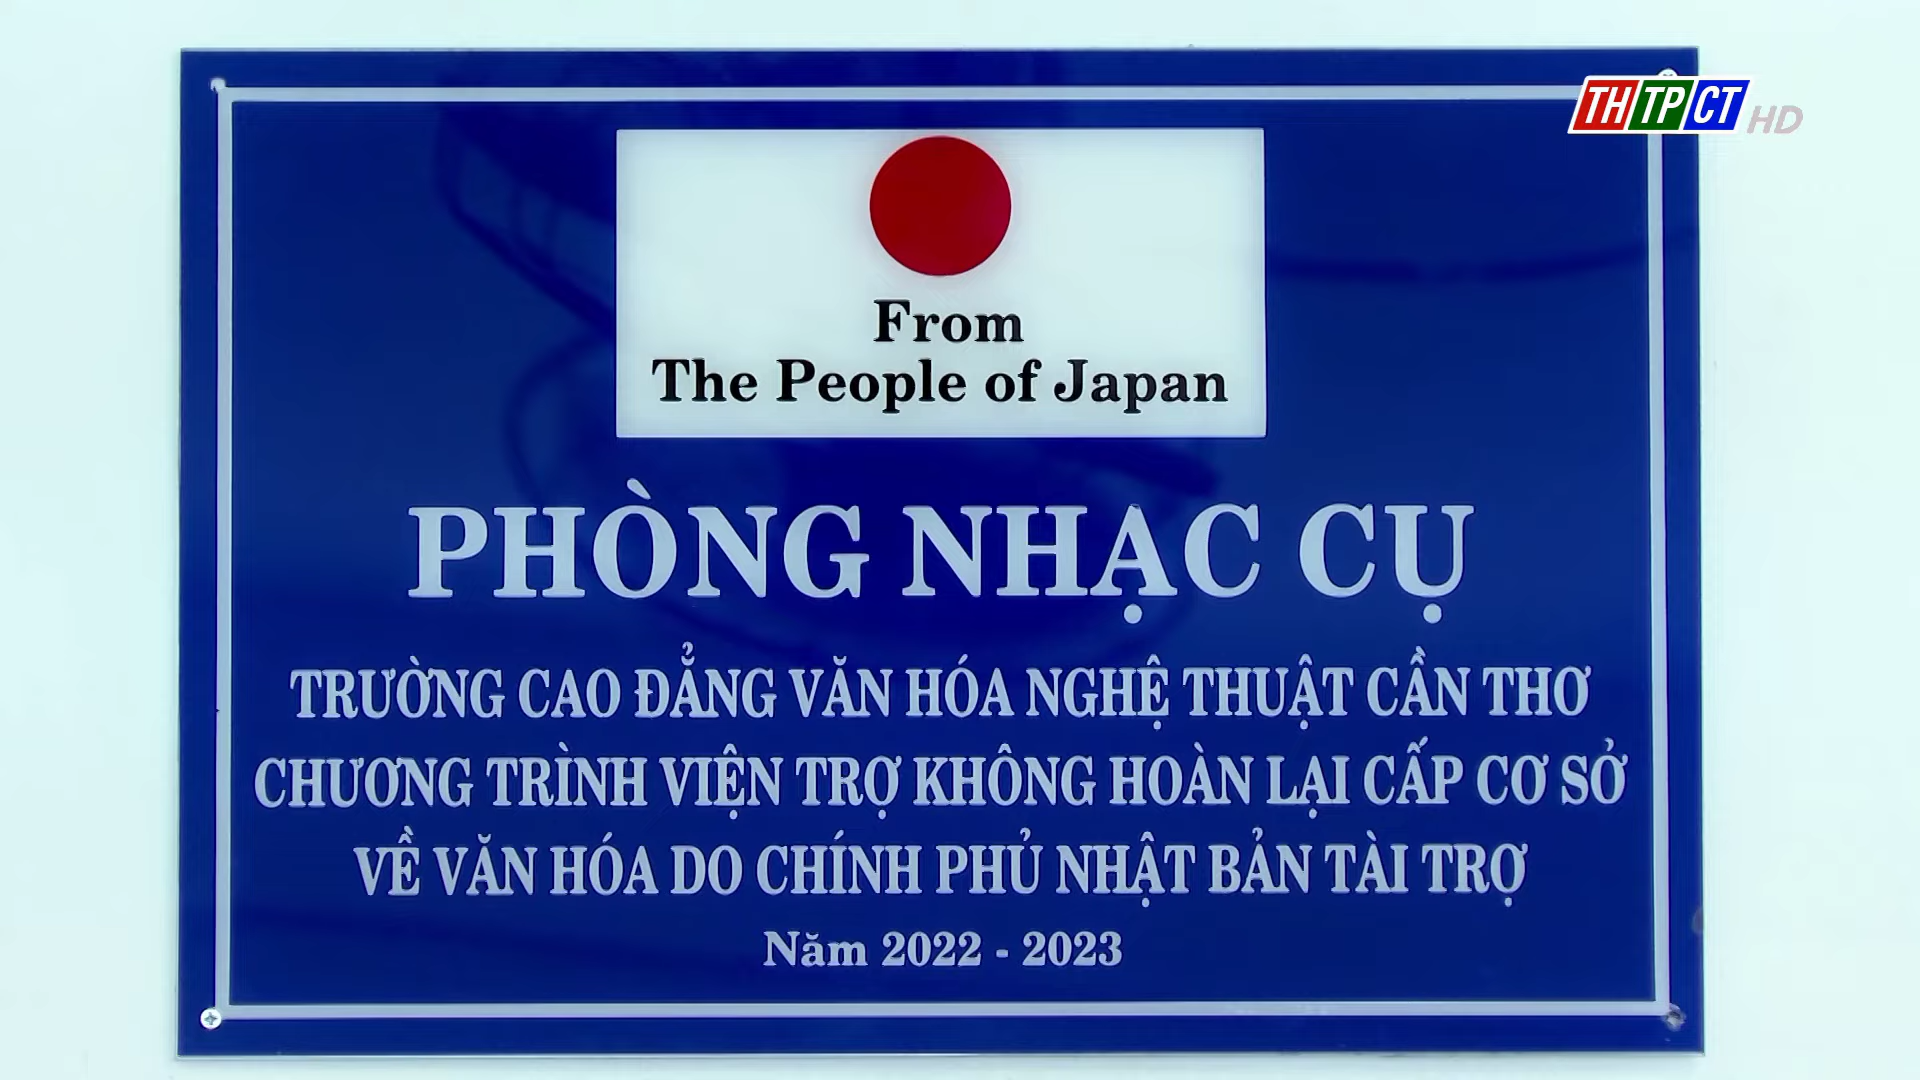 THTPCT HD
From
The People of Japan
PHÒNG NHẠC CỤ
TRƯỜNG CAO ĐẲNG VĂN HÓA NGHỆ THUẬT CẦN THƠ
CHƯƠNG TRÌNH VIỆN TRỢ KHÔNG HOÀN LẠI CẤP CƠ SỞ
VỀ VĂN HÓA DO CHÍNH PHỦ NHẬT BẢN TÀI TRỢ
Năm 2022 - 2023